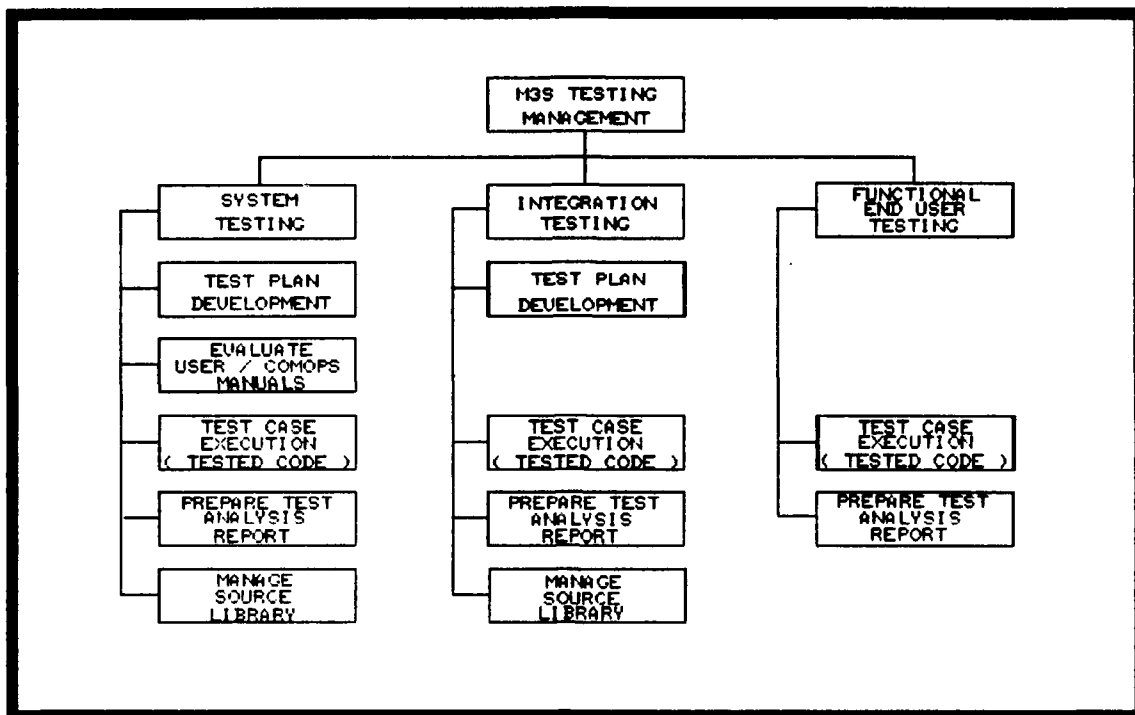 M3S TESTING
MANAGEMENT
SYSTEM
TESTING
TEST PLAN
DEVELOPMENT
EVALUATE
USER / COMOPS
MANUALS
TEST CASE
EXECUTION
( TESTED CODE )
PREPARE TEST
ANALYSIS
REPORT
MANAGE
SOURCE
LIBRARY
INTEGRATION
TESTING
TEST PLAN
DEVELOPMENT
TEST CASE
EXECUTION
( TESTED CODE )
PREPARE TEST
ANALYSIS
REPORT
MANAGE
SOURCE
LIBRARY
FUNCTIONAL
END USER
TESTING
TEST CASE
EXECUTION
( TESTED CODE )
PREPARE TEST
ANALYSIS
REPORT